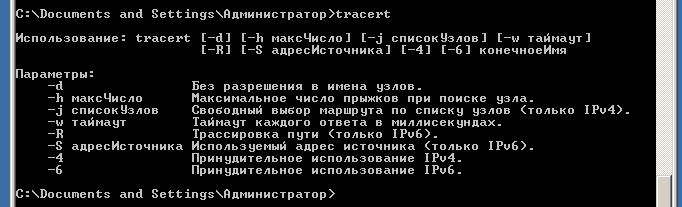 C:\Documents and Settings\Администратор>tracert
Использование: tracert [-d] [-h максЧисло] [-j списокУзлов] [-w таймаут]
[-R] [-S адресИсточника] [-4] [-6] конечноеИмя
Параметры:
-d Без разрешения в имена узлов.
-h максЧисло Максимальное число прыжков при поиске узла.
-j списокУзлов Свободный выбор маршрута по списку узлов (только IPv4).
-w таймаут Таймаут каждого ответа в миллисекундах.
-R Трассировка пути (только IPv6).
-S адресИсточника Используемый адрес источника (только IPv6).
-4 Принудительное использование IPv4.
-6 Принудительное использование IPv6.
C:\Documents and Settings\Администратор>